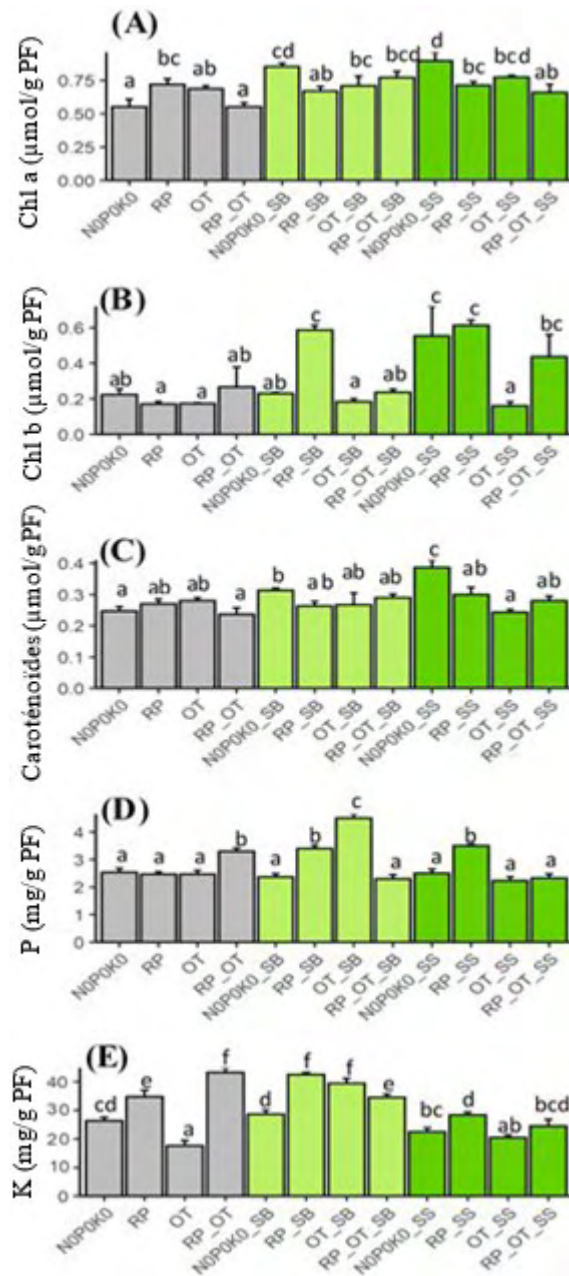 (A)
Chl a (µmol/g PF)
0.75
0.50
0.25
0.00
a bc ab a cd ab bc bcd d bc bcd ab
N0P0K0 RP OT RP_OT N0P0K0_SB RP_SB OT_SB RP_OT_SB N0P0K0_SS RP_SS OT_SS RP_OT_SS
(B)
Chl b (µmol/g PF)
0.6
0.4
0.2
0.0
ab a a ab ab c a ab c c a bc
N0P0K0 RP OT RP_OT N0P0K0_SB RP_SB OT_SB RP_OT_SB N0P0K0_SS RP_SS OT_SS RP_OT_SS
(C)
Caroténoïdes (µmol/gPF)
0.4
0.3
0.2
0.1
0.0
a ab ab a b ab ab ab c ab a ab
N0P0K0 RP OT RP_OT N0P0K0_SB RP_SB OT_SB RP_OT_SB N0P0K0_SS RP_SS OT_SS RP_OT_SS
(D)
P (mg/g PF)
4
3
2
1
0
a a a b a b c a a b a a
N0P0K0 RP OT RP_OT N0P0K0_SB RP_SB OT_SB RP_OT_SB N0P0K0_SS RP_SS OT_SS RP_OT_SS
(E)
K (mg/g PF)
40
30
20
10
0
cd e a f d f f e bc d ab bcd
N0P0K0 RP OT RP_OT N0P0K0_SB RP_SB OT_SB RP_OT_SB N0P0K0_SS RP_SS OT_SS RP_OT_SS